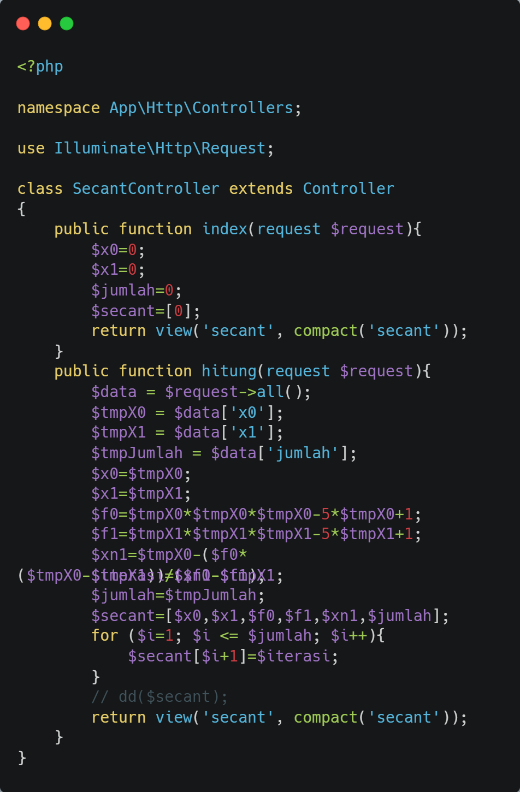 <?php
namespace App\Http\Controllers;
use Illuminate\Http\Request;
class SecantController extends Controller
{
public function index(request $request){
$x0=0;
$x1=0;
$jumlah=0;
$secant=[0];
return view('secant', compact('secant'));
}
public function hitung(request $request){
$data = $request->all();
$tmpX0 = $data['x0'];
$tmpX1 = $data['x1'];
$tmpJumlah = $data['jumlah'];
$x0=$tmpX0;
$x1=$tmpX1;
$f0=$tmpX0*$tmpX0*$tmpX0-5*$tmpX0+1;
$f1=$tmpX1*$tmpX1*$tmpX1-5*$tmpX1+1;
$xn1=$tmpX0-($f0*
($tmpX0-$tmpX1))/($f0-$f1);
$iterasi=$xn1-$tmpX1;
$jumlah=$tmpJumlah;
$secant=[$x0,$x1,$f0,$f1,$xn1,$jumlah];
for ($i=1; $i <= $jumlah; $i++){
$secant[$i+1]=$iterasi;
}
// dd($secant);
return view('secant', compact('secant'));
}
}